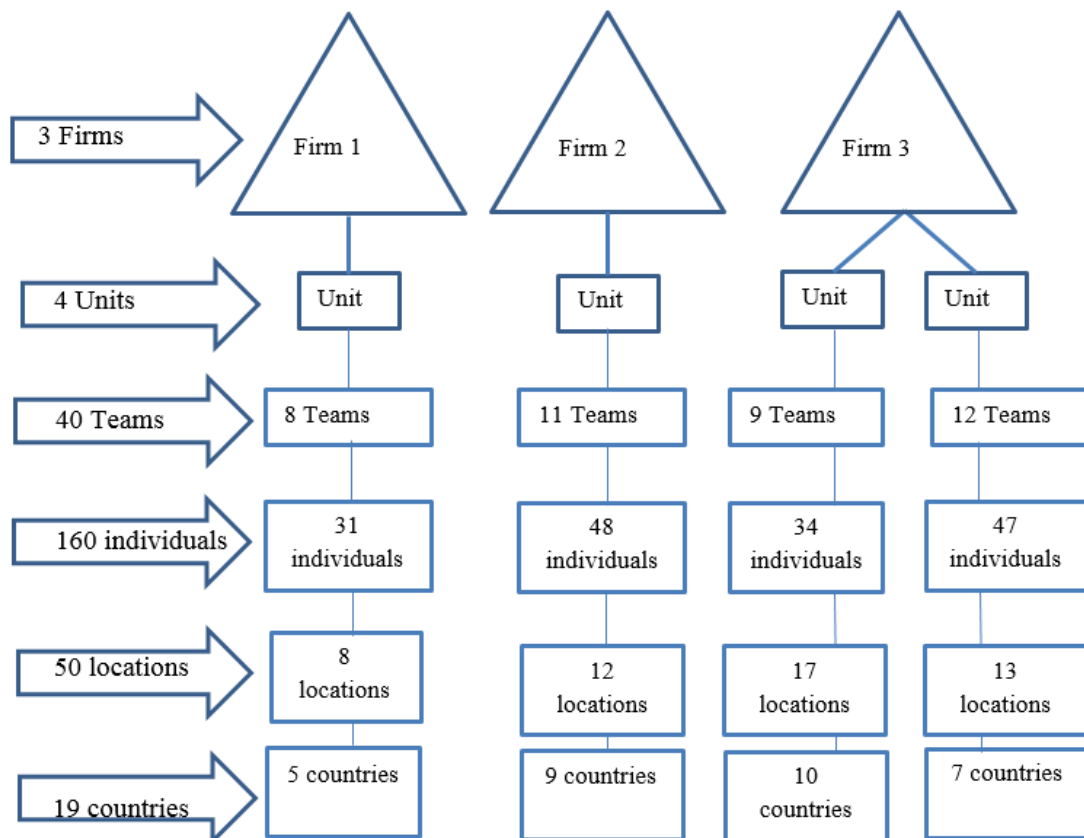 3 Firms
Firm 1
Firm 2
Firm 3
4 Units
Unit
Unit
Unit
Unit
40 Teams
8 Teams
11 Teams
9 Teams
12 Teams
160 individuals
31
individuals
48
individuals
34
individuals
47
individuals
50 locations
8
locations
12
locations
17
locations
13
locations
19 countries
5 countries
9 countries
10
countries
7 countries